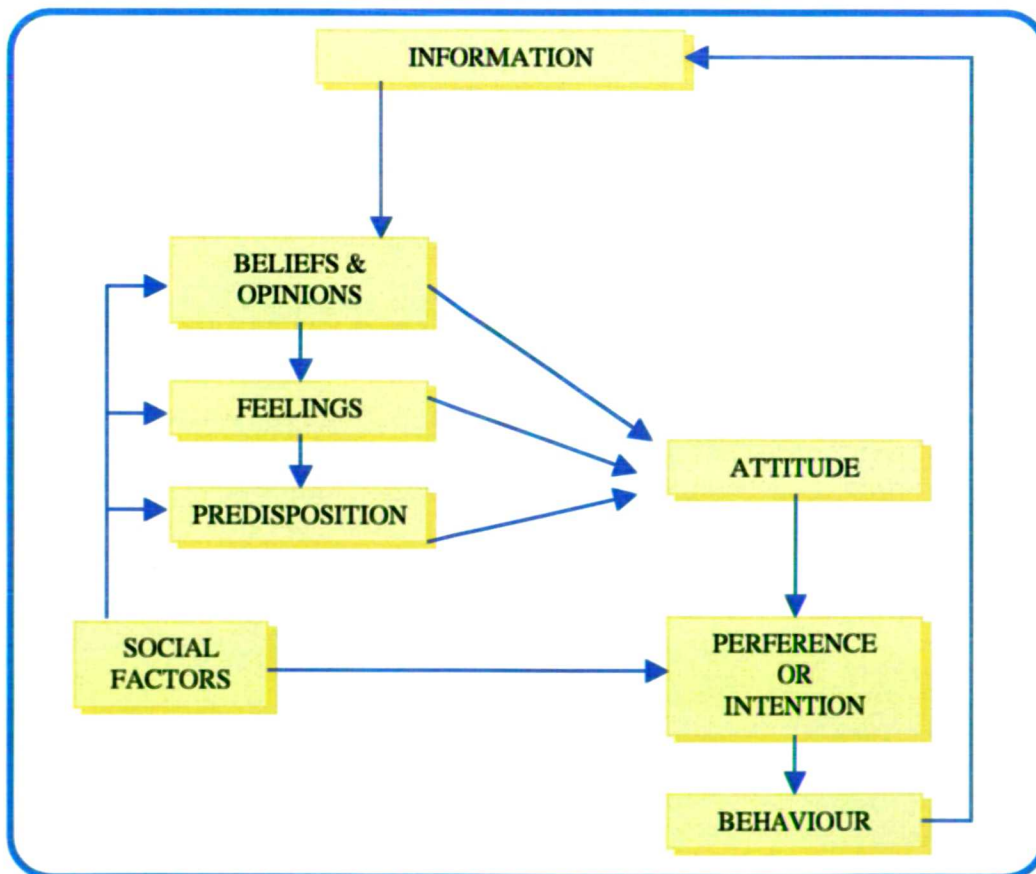 INFORMATION
BELIEFS &
OPINIONS
FEELINGS
PREDISPOSITION
ATTITUDE
SOCIAL
FACTORS
PERFERENCE
OR
INTENTION
BEHAVIOUR